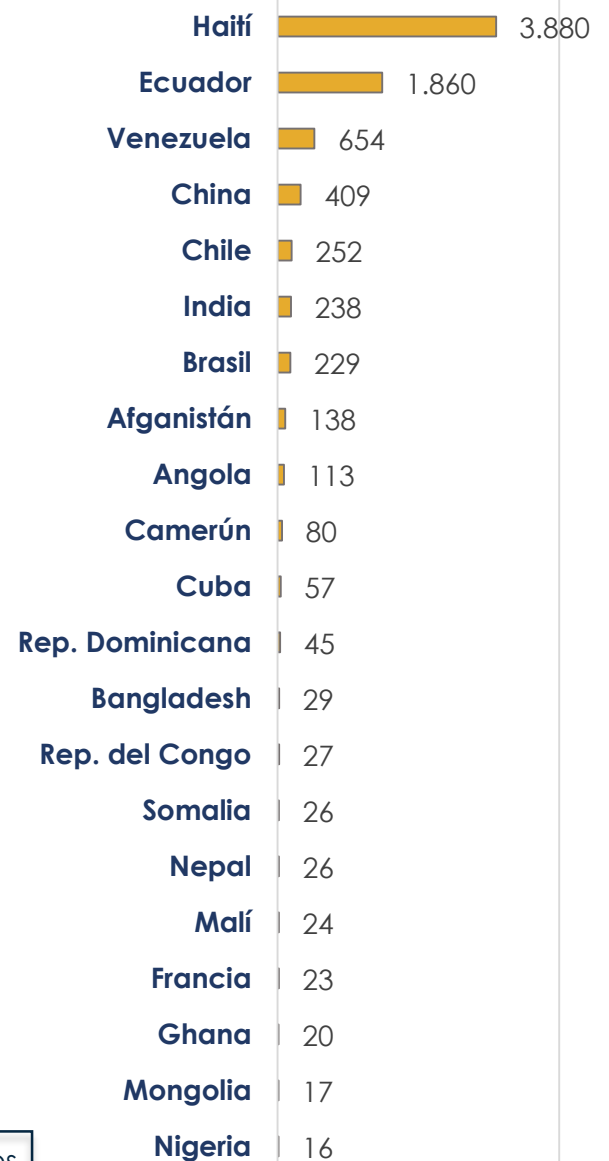 Haití 3.880
Ecuador 1.860
Venezuela 654
China 409
Chile 252
India 238
Brasil 229
Afganistán 138
Angola 113
Camerún 80
Cuba 57
Rep. Dominicana 45
Bangladesh 29
Rep. del Congo 27
Somalia 26
Nepal 26
Malí 24
Francia 23
Ghana 20
Mongolia 17
Nigeria 16